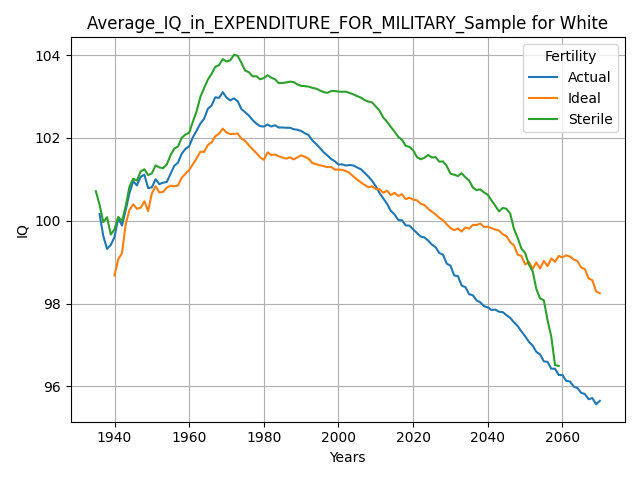 Average_IQ_in_EXPENDITURE_FOR_MILITARY_Sample for White
Fertility
Actual
Ideal
Sterile
IQ
104
102
100
98
96
1940
1960
1980
2000
2020
2040
2060
Years